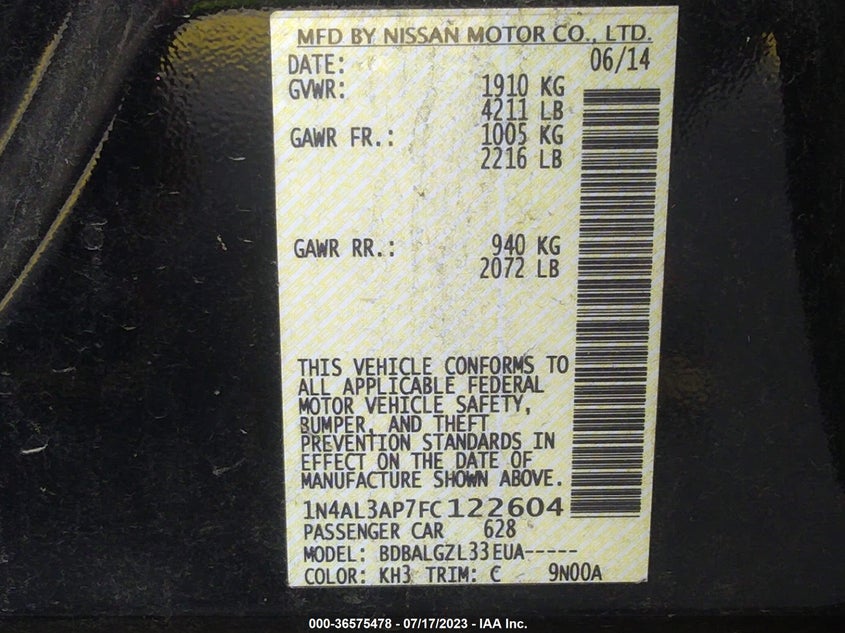 MFD BY NISSAN MOTOR CO., LTD.
DATE: 06/14
GVWR: 1910 KG
4211 LB
GAWR FR.: 1005 KG
2216 LB
GAWR RR.: 940 KG
2072 LB
THIS VEHICLE CONFORMS TO
ALL APPLICABLE FEDERAL
MOTOR VEHICLE SAFETY,
BUMPER, AND THEFT
PREVENTION STANDARDS IN
EFFECT ON THE DATE OF
MANUFACTURE SHOWN ABOVE.
1N4AL3AP7FC122604
PASSENGER CAR 628
MODEL: BDBALGZL33EUA-----
COLOR: KH3 TRIM: C 9N00A
000-36575478 - 07/17/2023 - IAA Inc.